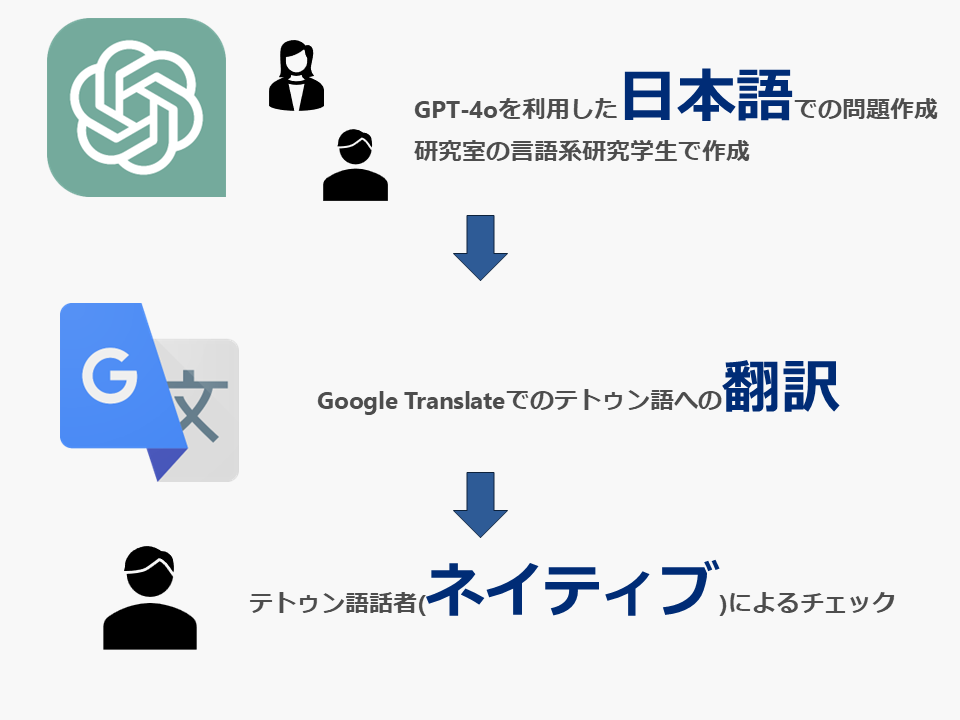 GPT-4oを利用した日本語での問題作成
研究室の言語系研究学生で作成
G 文
Google Translateでのテトゥン語への翻訳
テトゥン語話者(ネイティブ)によるチェック